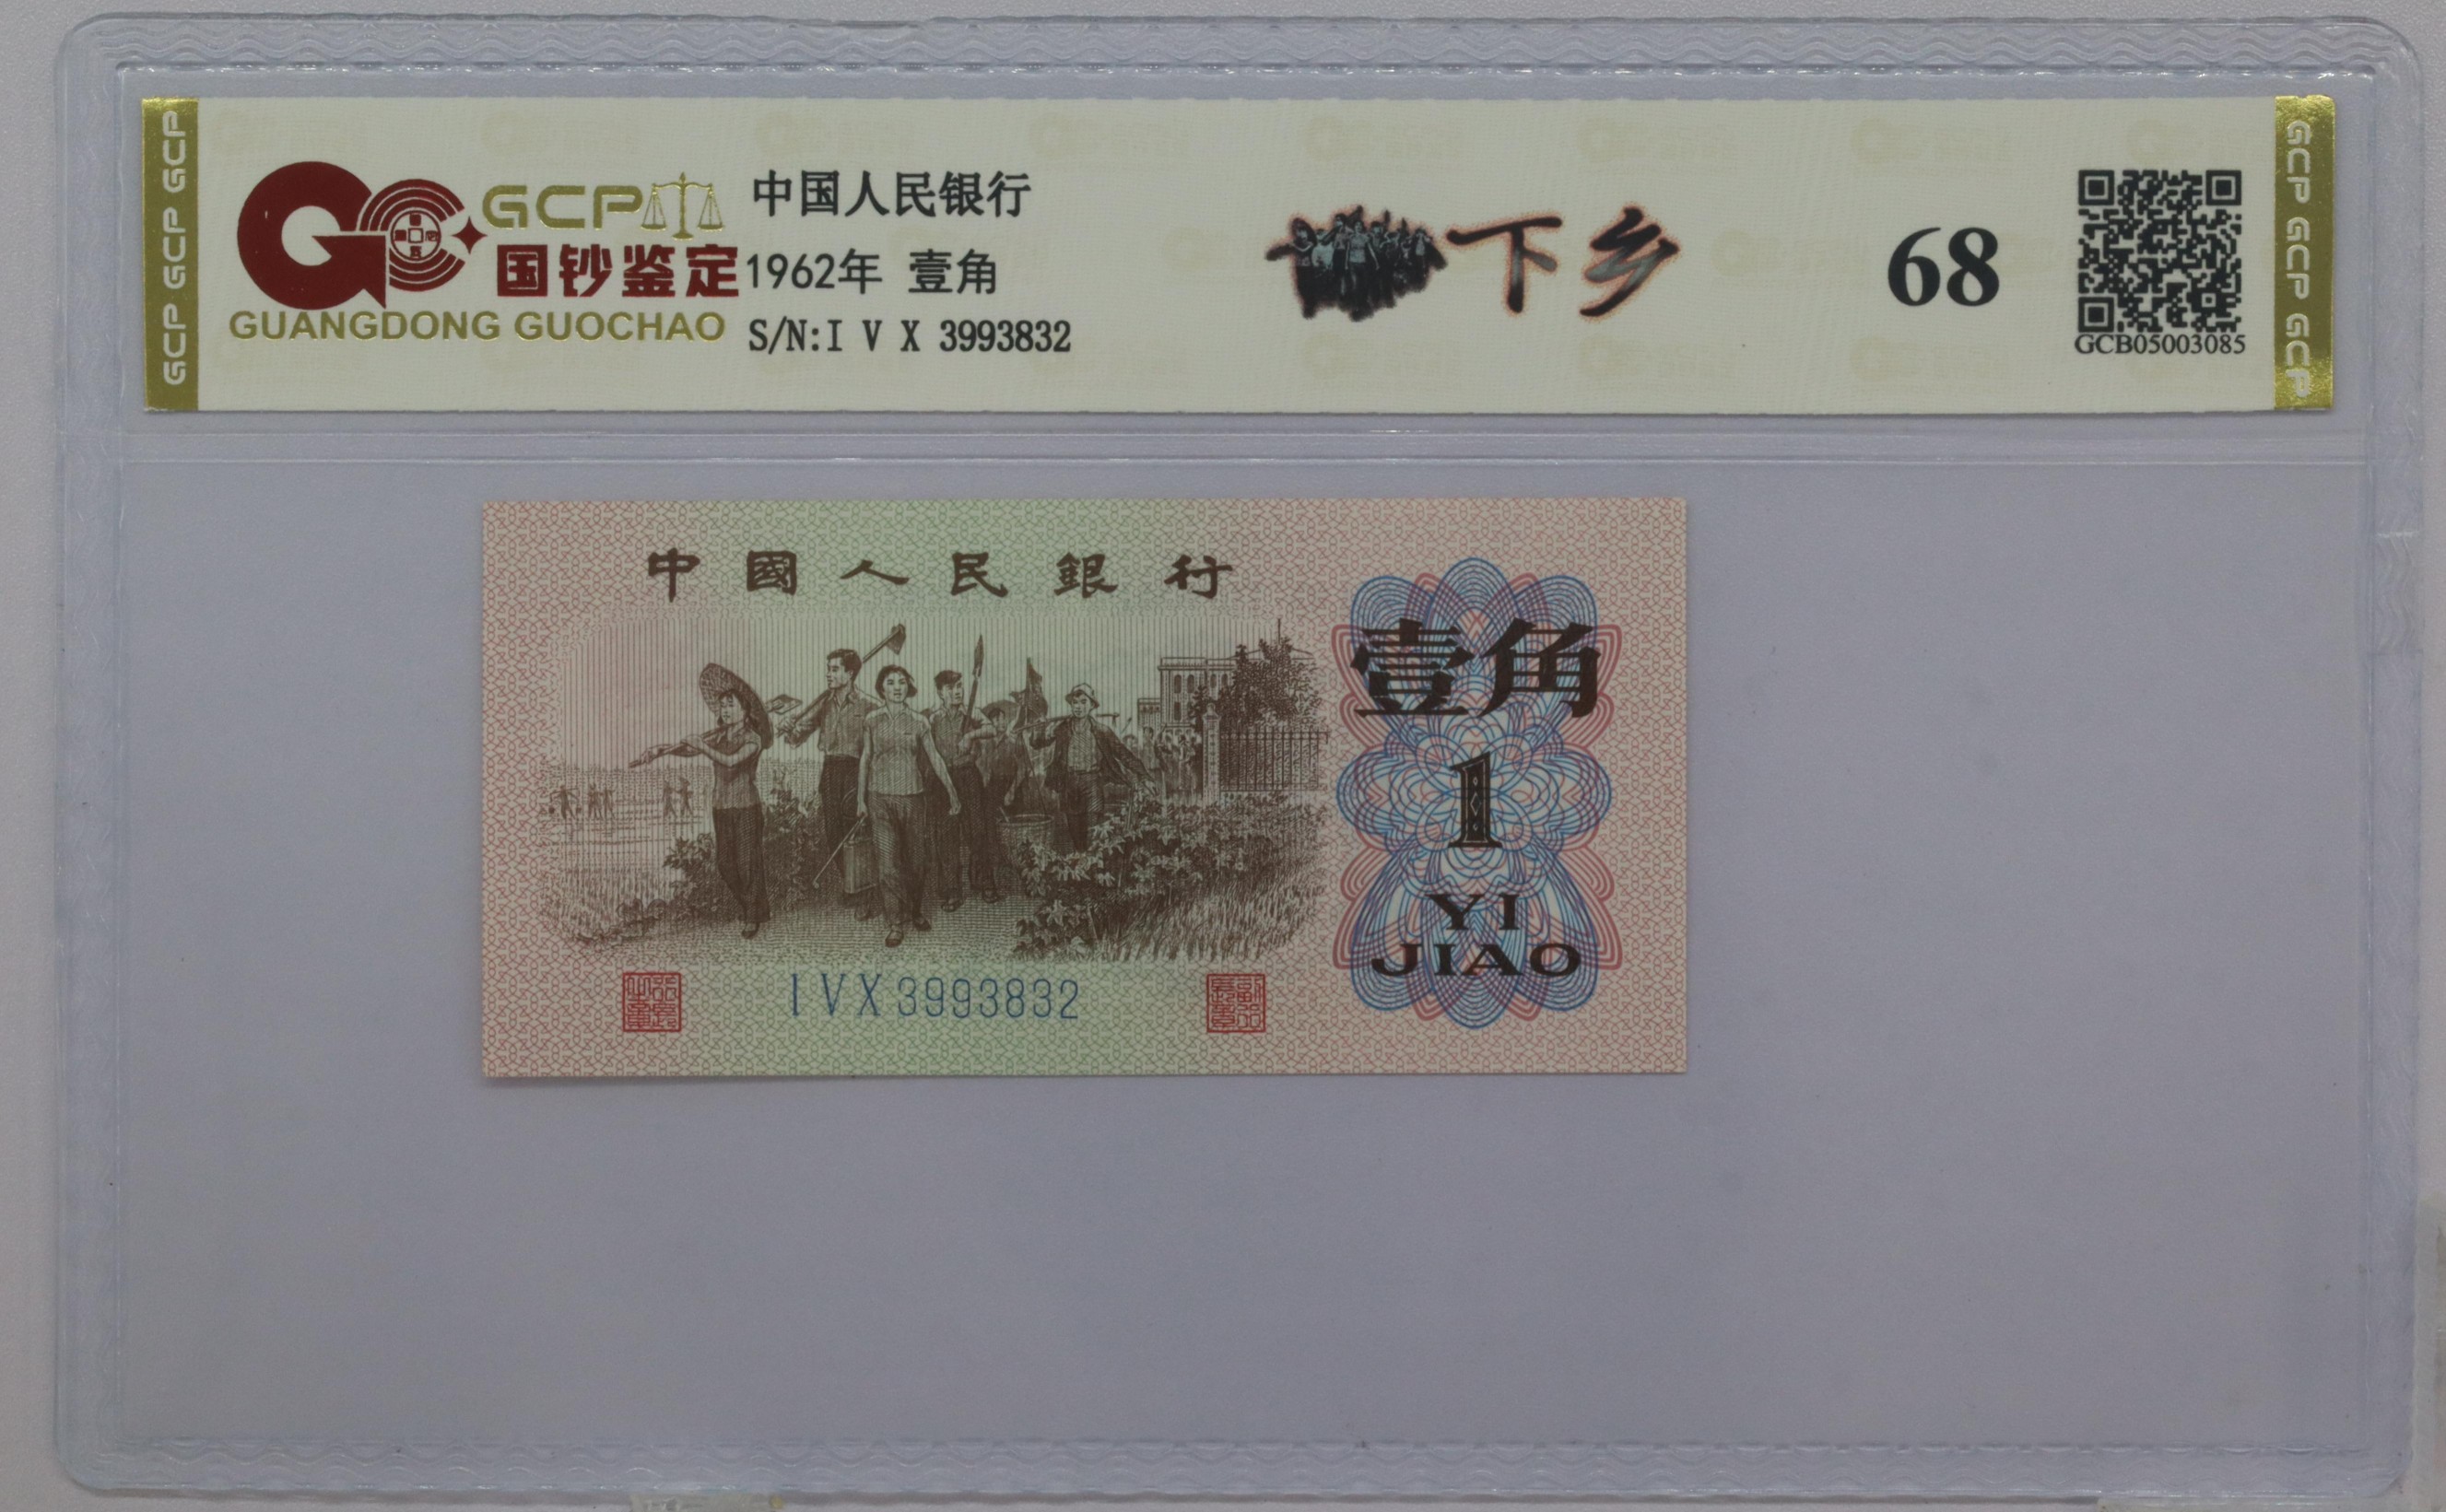 GCP GCP GCP
GCP
国钞鉴定
GUANGDONG GUOCHAO
中国人民银行
1962年 壹角
S/N:I V X 3993832
下乡
68
GCB05003085
GCP GCP GCP
中國人民銀行
壹角
1
YI
JIAO
I V X 3993832